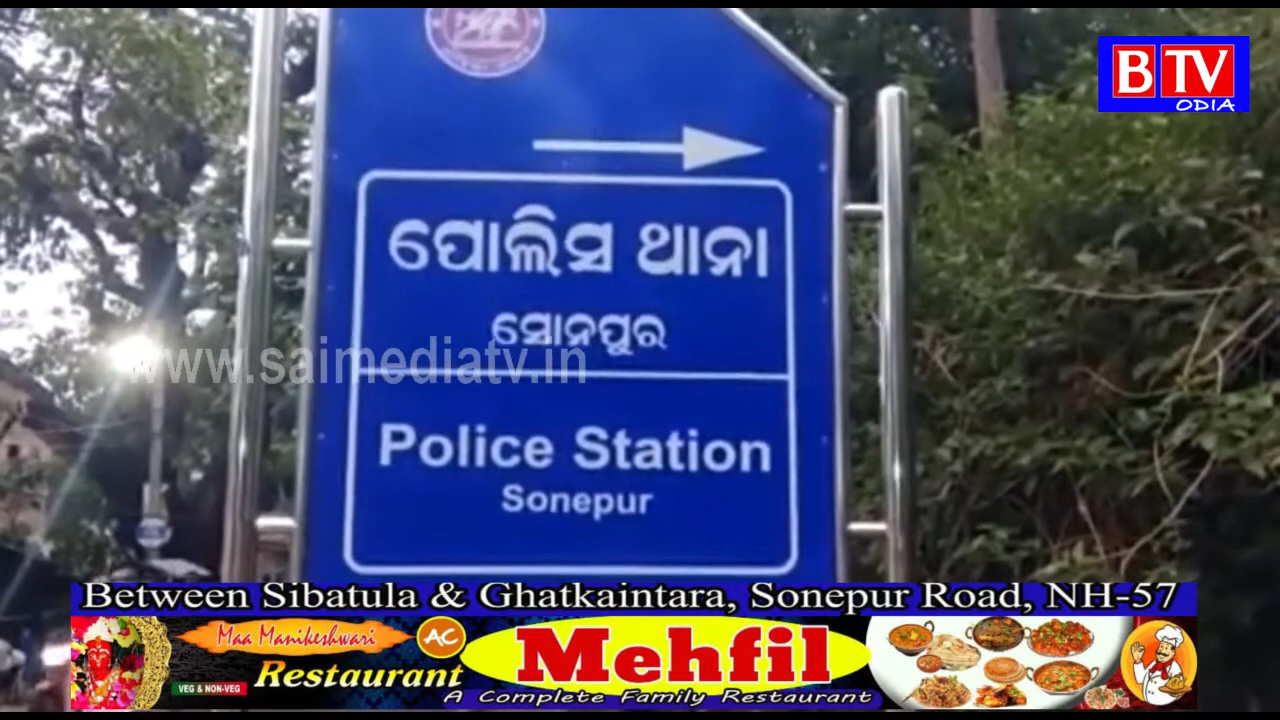 BTV
ODIA
ପୋଲିସ ଥାନା
ସୋନପୁର
www.saimediatv.in
Police Station
Sonepur
Between Sibatula & Ghatkaintara, Sonepur Road, NH-57
Maa Manikeshwari
AC
Mehfil
Restaurant
VEG & NON-VEG
A Complete Family Restaurant